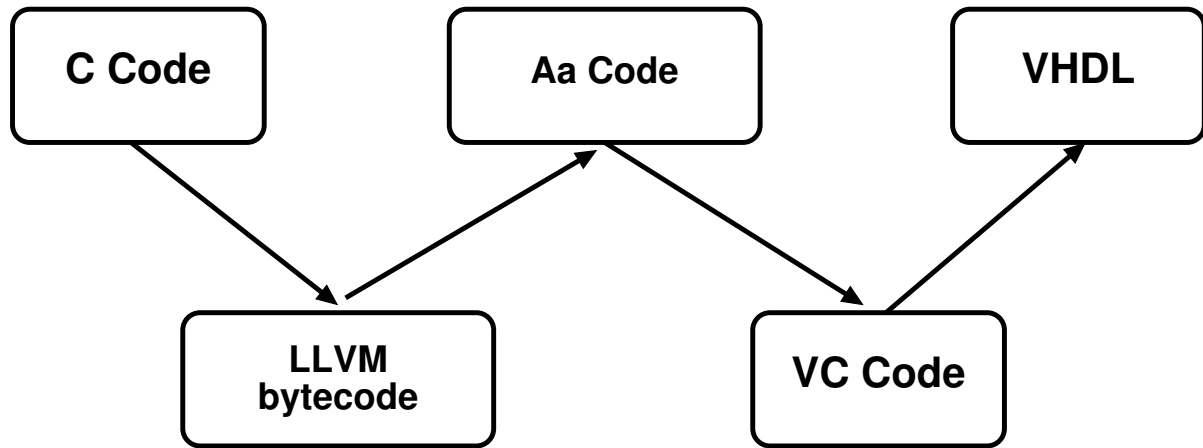 C Code
Aa Code
VHDL
LLVM
bytecode
VC Code